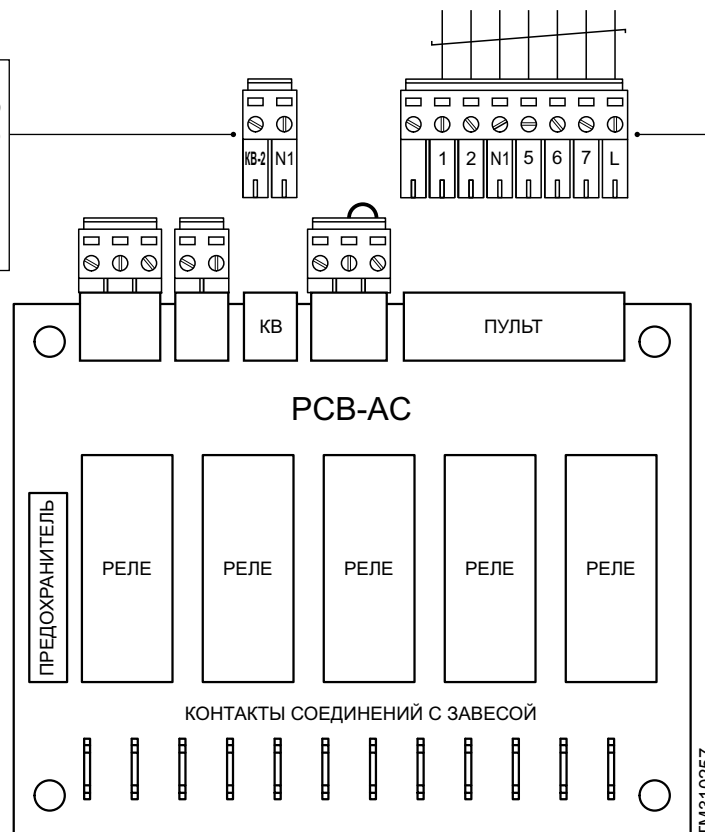 КВ-2 N1
1 2 N1 5 6 7 L
КВ
ПУЛЬТ
PCB-AC
ПРЕДОХРАНИТЕЛЬ
РЕЛЕ РЕЛЕ РЕЛЕ РЕЛЕ РЕЛЕ
КОНТАКТЫ СОЕДИНЕНИЙ С ЗАВЕСОЙ